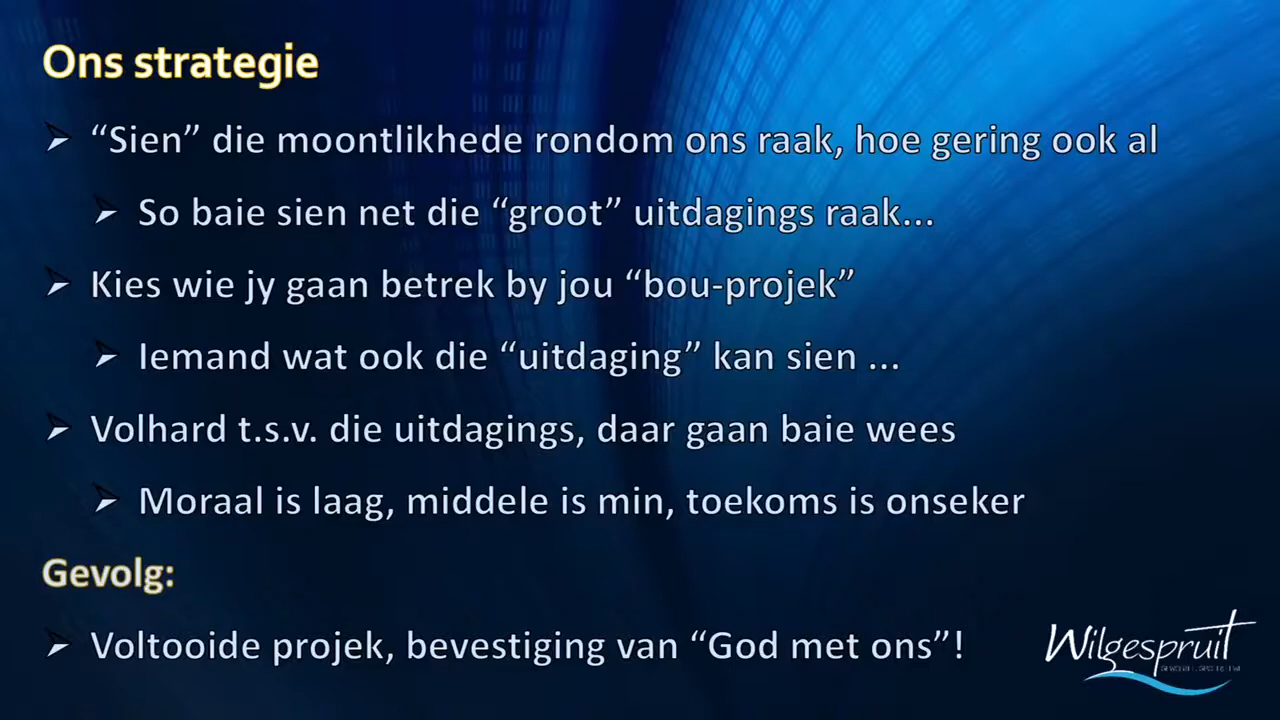 Ons strategie
“Sien” die moontlikhede rondom ons raak, hoe gering ook al
So baie sien net die “groot” uitdagings raak...
Kies wie jy gaan betrek by jou “bou-projek”
Iemand wat ook die “uitdaging” kan sien ...
Volhard t.s.v. die uitdagings, daar gaan baie wees
Moraal is laag, middele is min, toekoms is onseker
Gevolg:
Voltooide projek, bevestiging van “God met ons”!
Wilgespruit